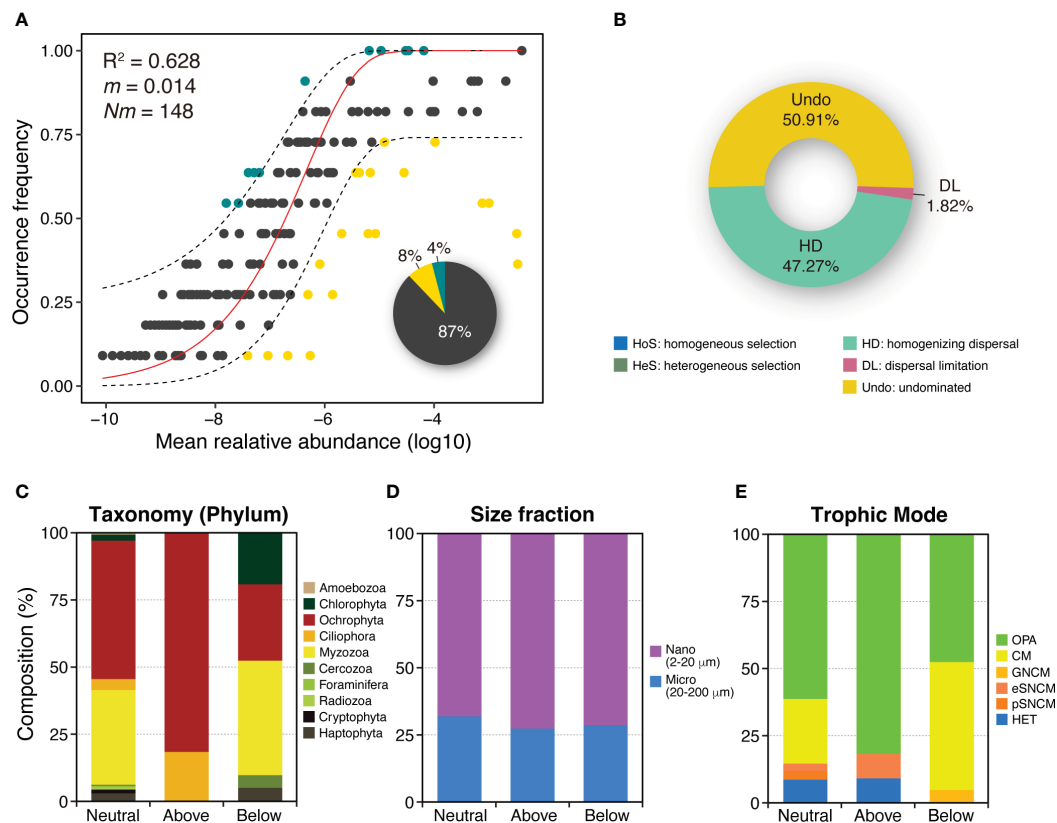 A
R² = 0.628
m = 0.014
Nm = 148
1.00
0.75
0.50
0.25
0.00
Occurrence frequency
8%
4%
87%
−10
−8
−6
−4
Mean realative abundance (log10)
B
Undo
50.91%
DL
1.82%
HD
47.27%
HoS: homogeneous selection
HeS: heterogeneous selection
HD: homogenizing dispersal
DL: dispersal limitation
Undo: undominated
C
Taxonomy (Phylum)
Composition (%)
100
75
50
25
0
Neutral
Above
Below
Amoebozoa
Chlorophyta
Ochrophyta
Ciliophora
Myzozoa
Cercozoa
Foraminifera
Radiozoa
Cryptophyta
Haptophyta
D
Size fraction
100
75
50
25
0
Neutral
Above
Below
Nano
(2-20 μm)
Micro
(20-200 μm)
E
Trophic Mode
100
75
50
25
0
Neutral
Above
Below
OPA
CM
GNCM
eSNCM
pSNCM
HET